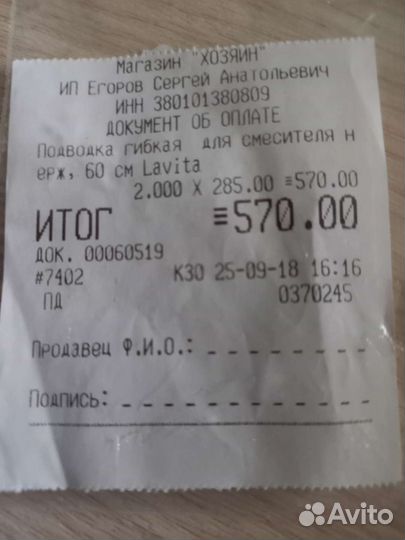 Магазин "ХОЗЯИН"
ИП Егоров Сергей Анатольевич
ИНН 380101380809
ДОКУМЕНТ ОБ ОПЛАТЕ
Подводка гибкая для смесителя н
ерж, 60 см Lavita
2.000 X 285.00 ≡570.00
ИТОГ ≡570.00
ДОК. 00060519
#7402 К30 25-09-18 16:16
ПД 0370245
Продавец Ф.И.О.: _ _ _ _ _ _ _ _ _
Подпись: _ _ _ _ _ _ _ _ _ _ _ _ _
Avito